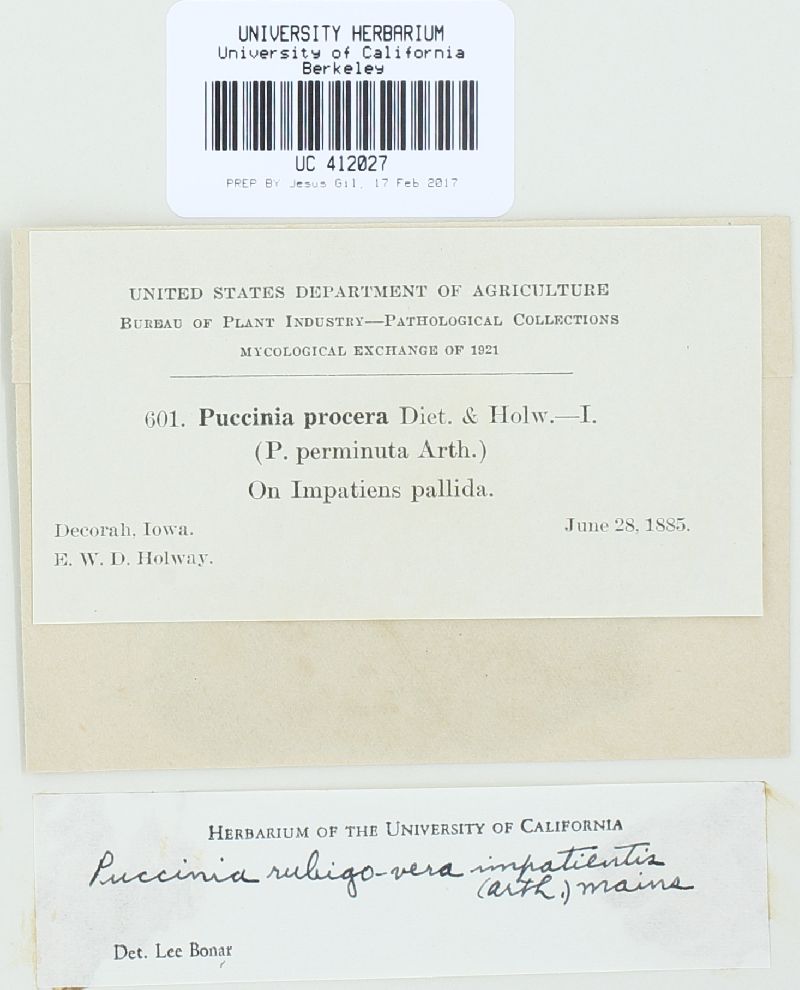 UNIVERSITY HERBARIUM
University of California
Berkeley
UC 412027
PREP BY Jesus Gil, 17 Feb 2017
UNITED STATES DEPARTMENT OF AGRICULTURE
BUREAU OF PLANT INDUSTRY—PATHOLOGICAL COLLECTIONS
MYCOLOGICAL EXCHANGE OF 1921
601. Puccinia procera Diet. & Holw.—I.
(P. perminuta Arth.)
On Impatiens pallida.
Decorah, Iowa. June 28, 1885.
E. W. D. Holway.
HERBARIUM OF THE UNIVERSITY OF CALIFORNIA
Puccinia rubigo-vera impatientis
(Arth.) Mains
Det. Lee Bonar